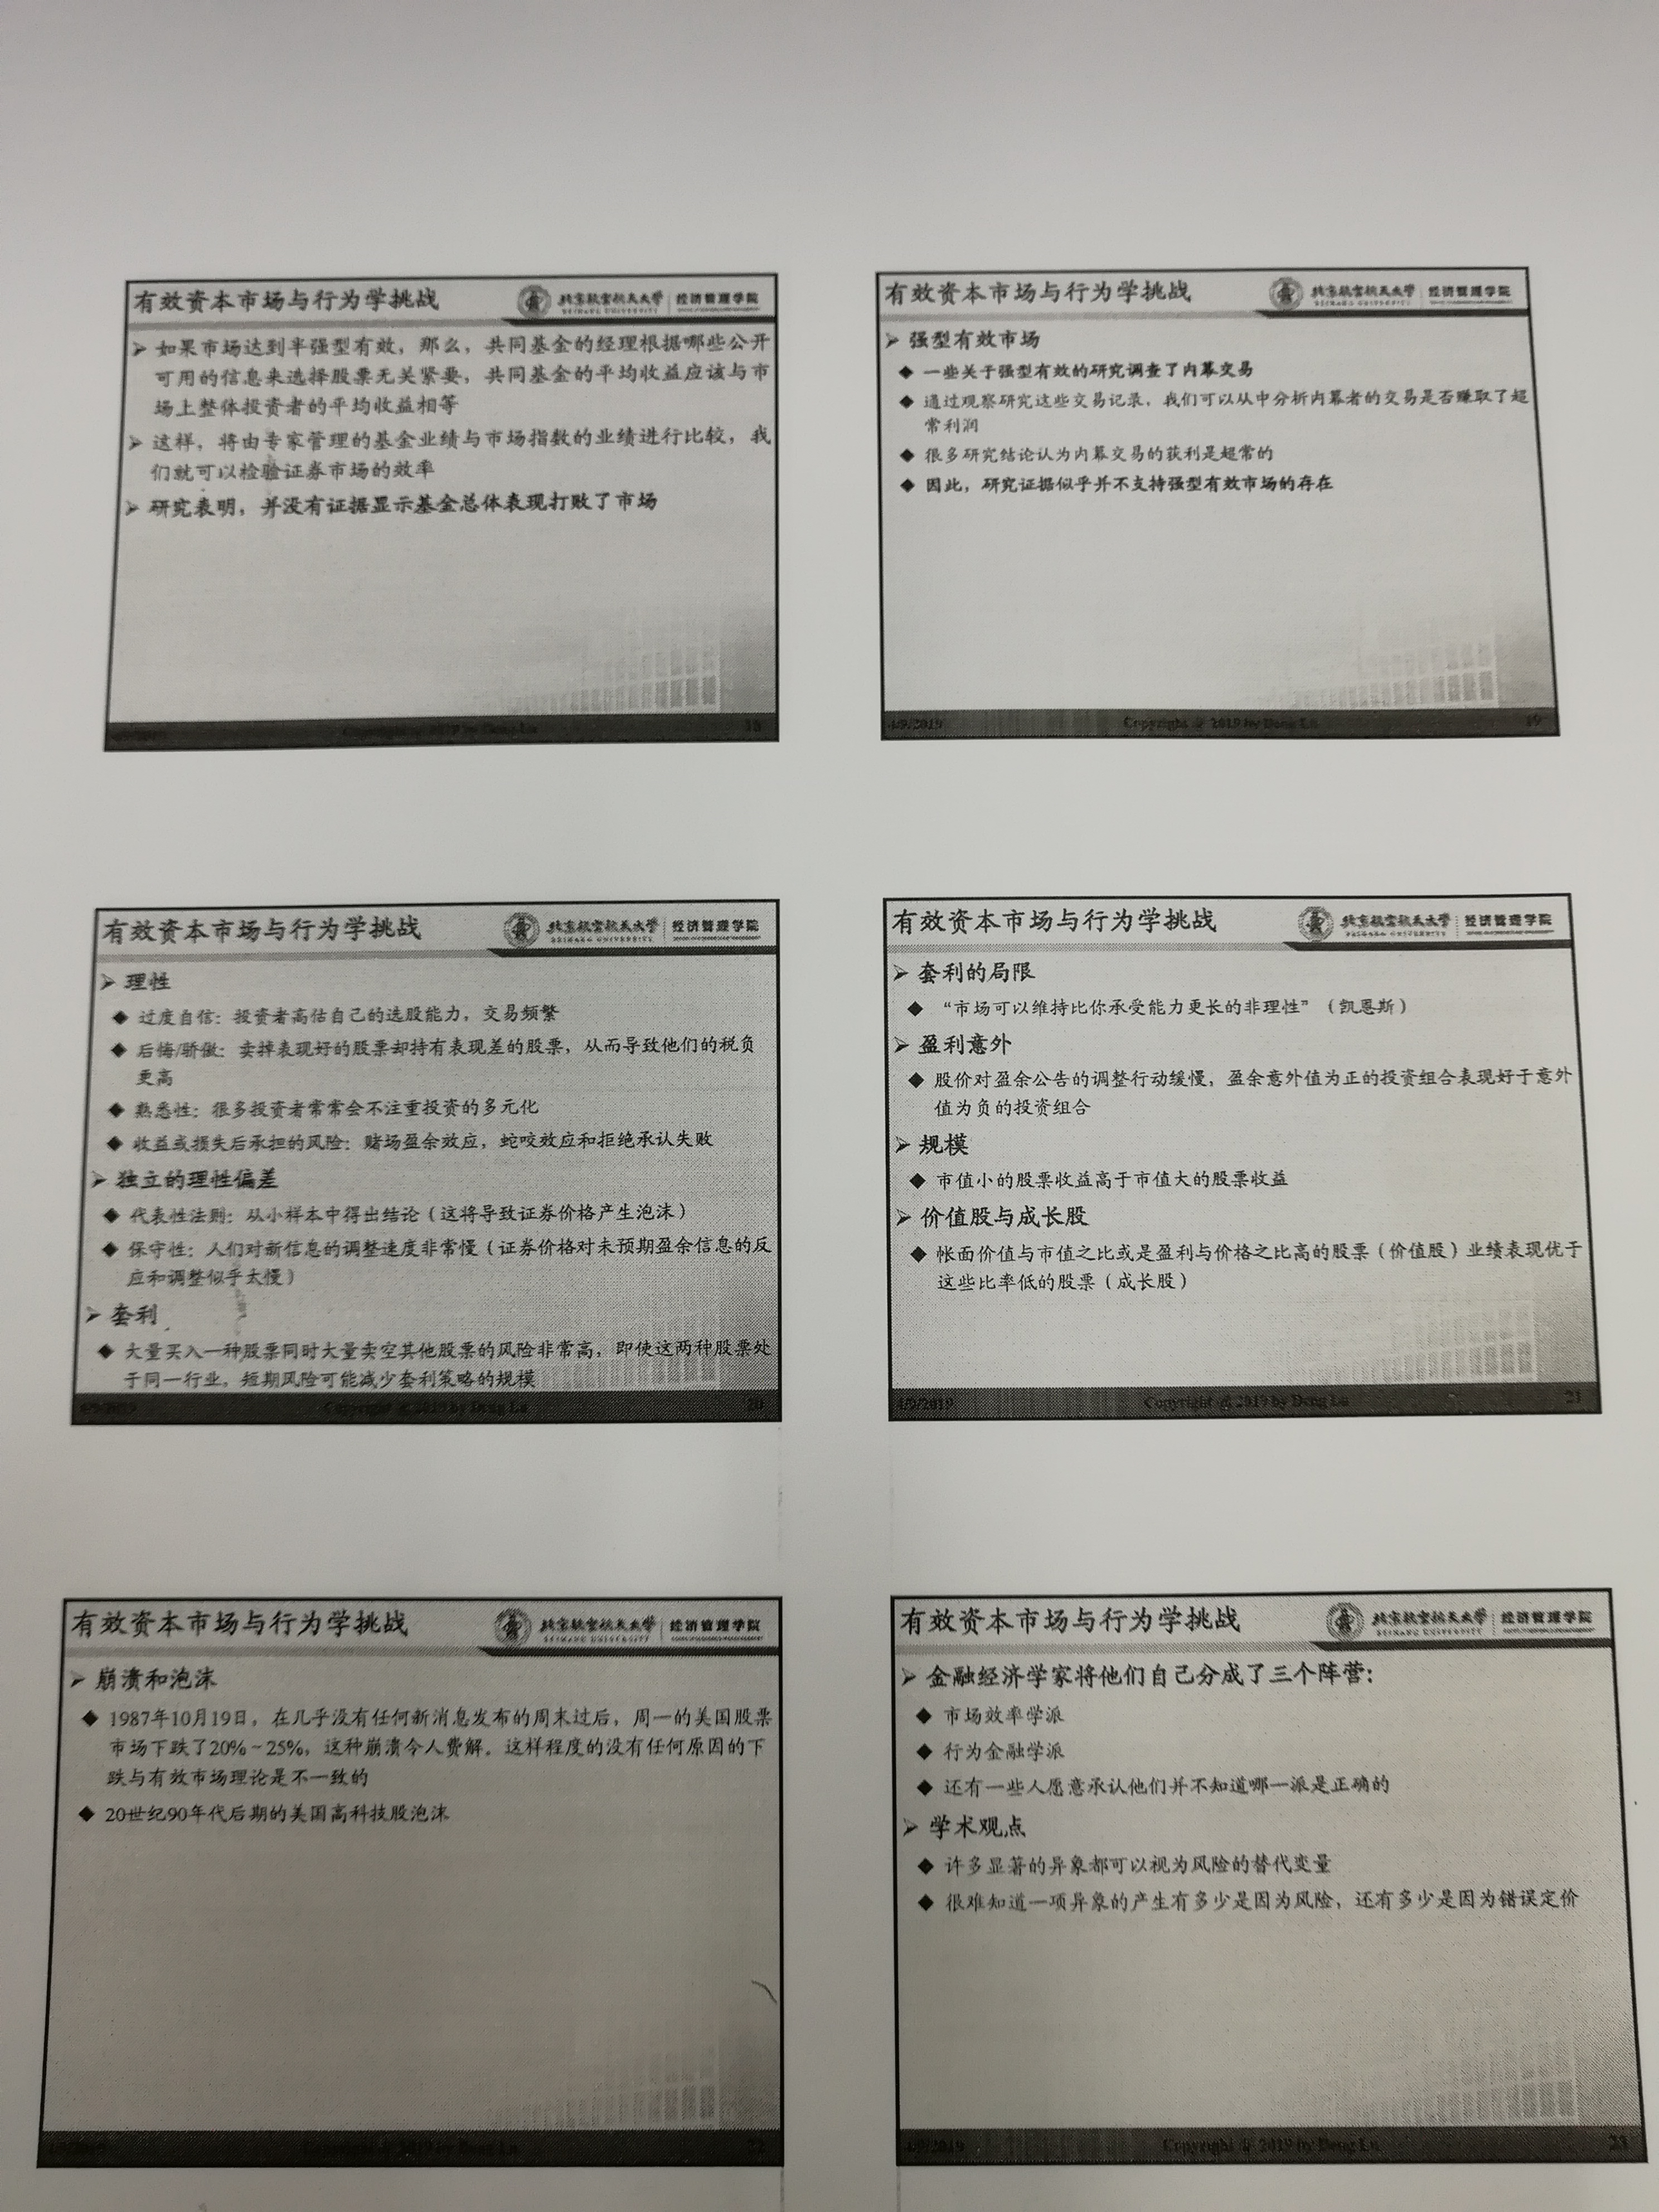 有效资本市场与行为学挑战
北京航空航天大学 经济管理学院
BEIHANG UNIVERSITY
如果市场达到半强型有效，那么，共同基金的经理根据哪些公开
可用的信息来选择股票无关紧要，共同基金的平均收益应该与市
场上整体投资者的平均收益相等
这样，将由专家管理的基金业绩与市场指数的业绩进行比较，我
们就可以检验证券市场的效率
研究表明，并没有证据显示基金总体表现打败了市场
Copyright @ 2019 by Deng Lu
18
有效资本市场与行为学挑战
北京航空航天大学 经济管理学院
BEIHANG UNIVERSITY
强型有效市场
一些关于强型有效的研究调查了内幕交易
通过观察研究这些交易记录，我们可以从中分析内幕者的交易是否赚取了超
常利润
很多研究结论认为内幕交易的获利是超常的
因此，研究证据似乎并不支持强型有效市场的存在
4/9/2019 Copyright @ 2019 by Deng Lu 19
有效资本市场与行为学挑战
北京航空航天大学 经济管理学院
BEIHANG UNIVERSITY
理性
过度自信：投资者高估自己的选股能力，交易频繁
后悔/骄傲：卖掉表现好的股票却持有表现差的股票，从而导致他们的税负
更高
熟悉性：很多投资者常常会不注重投资的多元化
收益或损失后承担的风险：赌场盈余效应，蛇咬效应和拒绝承认失败
独立的理性偏差
代表性法则：从小样本中得出结论（这将导致证券价格产生泡沫）
保守性：人们对新信息的调整速度非常慢（证券价格对未预期盈余信息的反
应和调整似乎太慢）
套利
大量买入一种股票同时大量卖空其他股票的风险非常高，即使这两种股票处
于同一行业，短期风险可能减少套利策略的规模
4/9/2019 Copyright @ 2019 by Deng Lu 20
有效资本市场与行为学挑战
北京航空航天大学 经济管理学院
BEIHANG UNIVERSITY
套利的局限
“市场可以维持比你承受能力更长的非理性”（凯恩斯）
盈利意外
股价对盈余公告的调整行动缓慢，盈余意外值为正的投资组合表现好于意外
值为负的投资组合
规模
市值小的股票收益高于市值大的股票收益
价值股与成长股
帐面价值与市值之比或是盈利与价格之比高的股票（价值股）业绩表现优于
这些比率低的股票（成长股）
4/9/2019 Copyright @ 2019 by Deng Lu 21
有效资本市场与行为学挑战
北京航空航天大学 经济管理学院
BEIHANG UNIVERSITY
崩溃和泡沫
1987年10月19日，在几乎没有任何新消息发布的周末过后，周一的美国股票
市场下跌了20%~25%，这种崩溃令人费解。这样程度的没有任何原因的下
跌与有效市场理论是不一致的
20世纪90年代后期的美国高科技股泡沫
Copyright @ 2019 by Deng Lu 22
有效资本市场与行为学挑战
北京航空航天大学 经济管理学院
BEIHANG UNIVERSITY
金融经济学家将他们自己分成了三个阵营：
市场效率学派
行为金融学派
还有一些人愿意承认他们并不知道哪一派是正确的
学术观点
许多显著的异象都可以视为风险的替代变量
很难知道一项异象的产生有多少是因为风险，还有多少是因为错误定价
4/9/2019 Copyright @ 2019 by Deng Lu 23